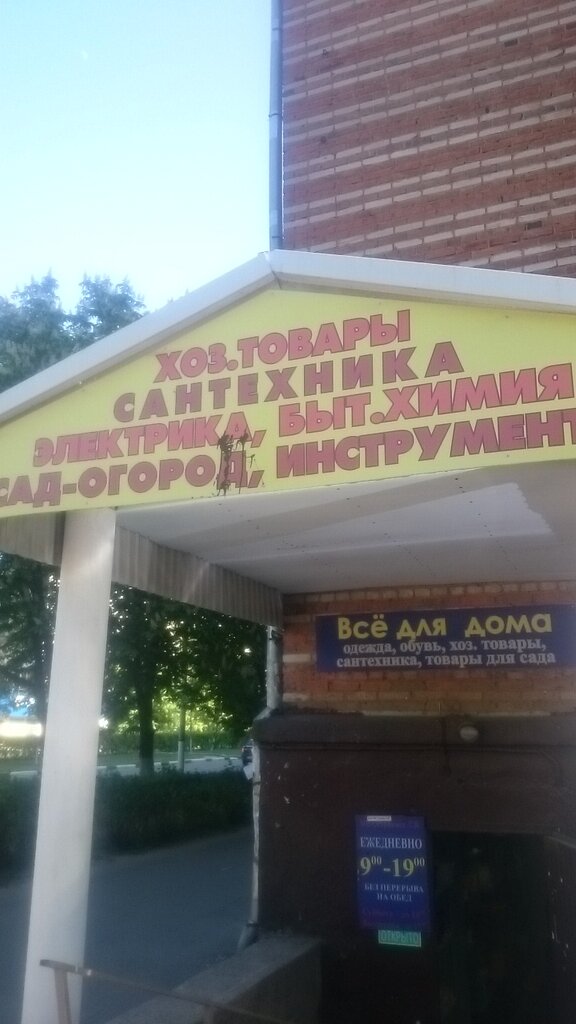 ХОЗ.ТОВАРЫ
САНТЕХНИКА
ЭЛЕКТРИКА, БЫТ.ХИМИЯ
САД-ОГОРОД, ИНСТРУМЕНТ
Всё для дома
одежда, обувь, хоз. товары,
сантехника, товары для сада
ЕЖЕДНЕВНО
9⁰⁰-19⁰⁰
БЕЗ ПЕРЕРЫВА
НА ОБЕД
ОТКРЫТО